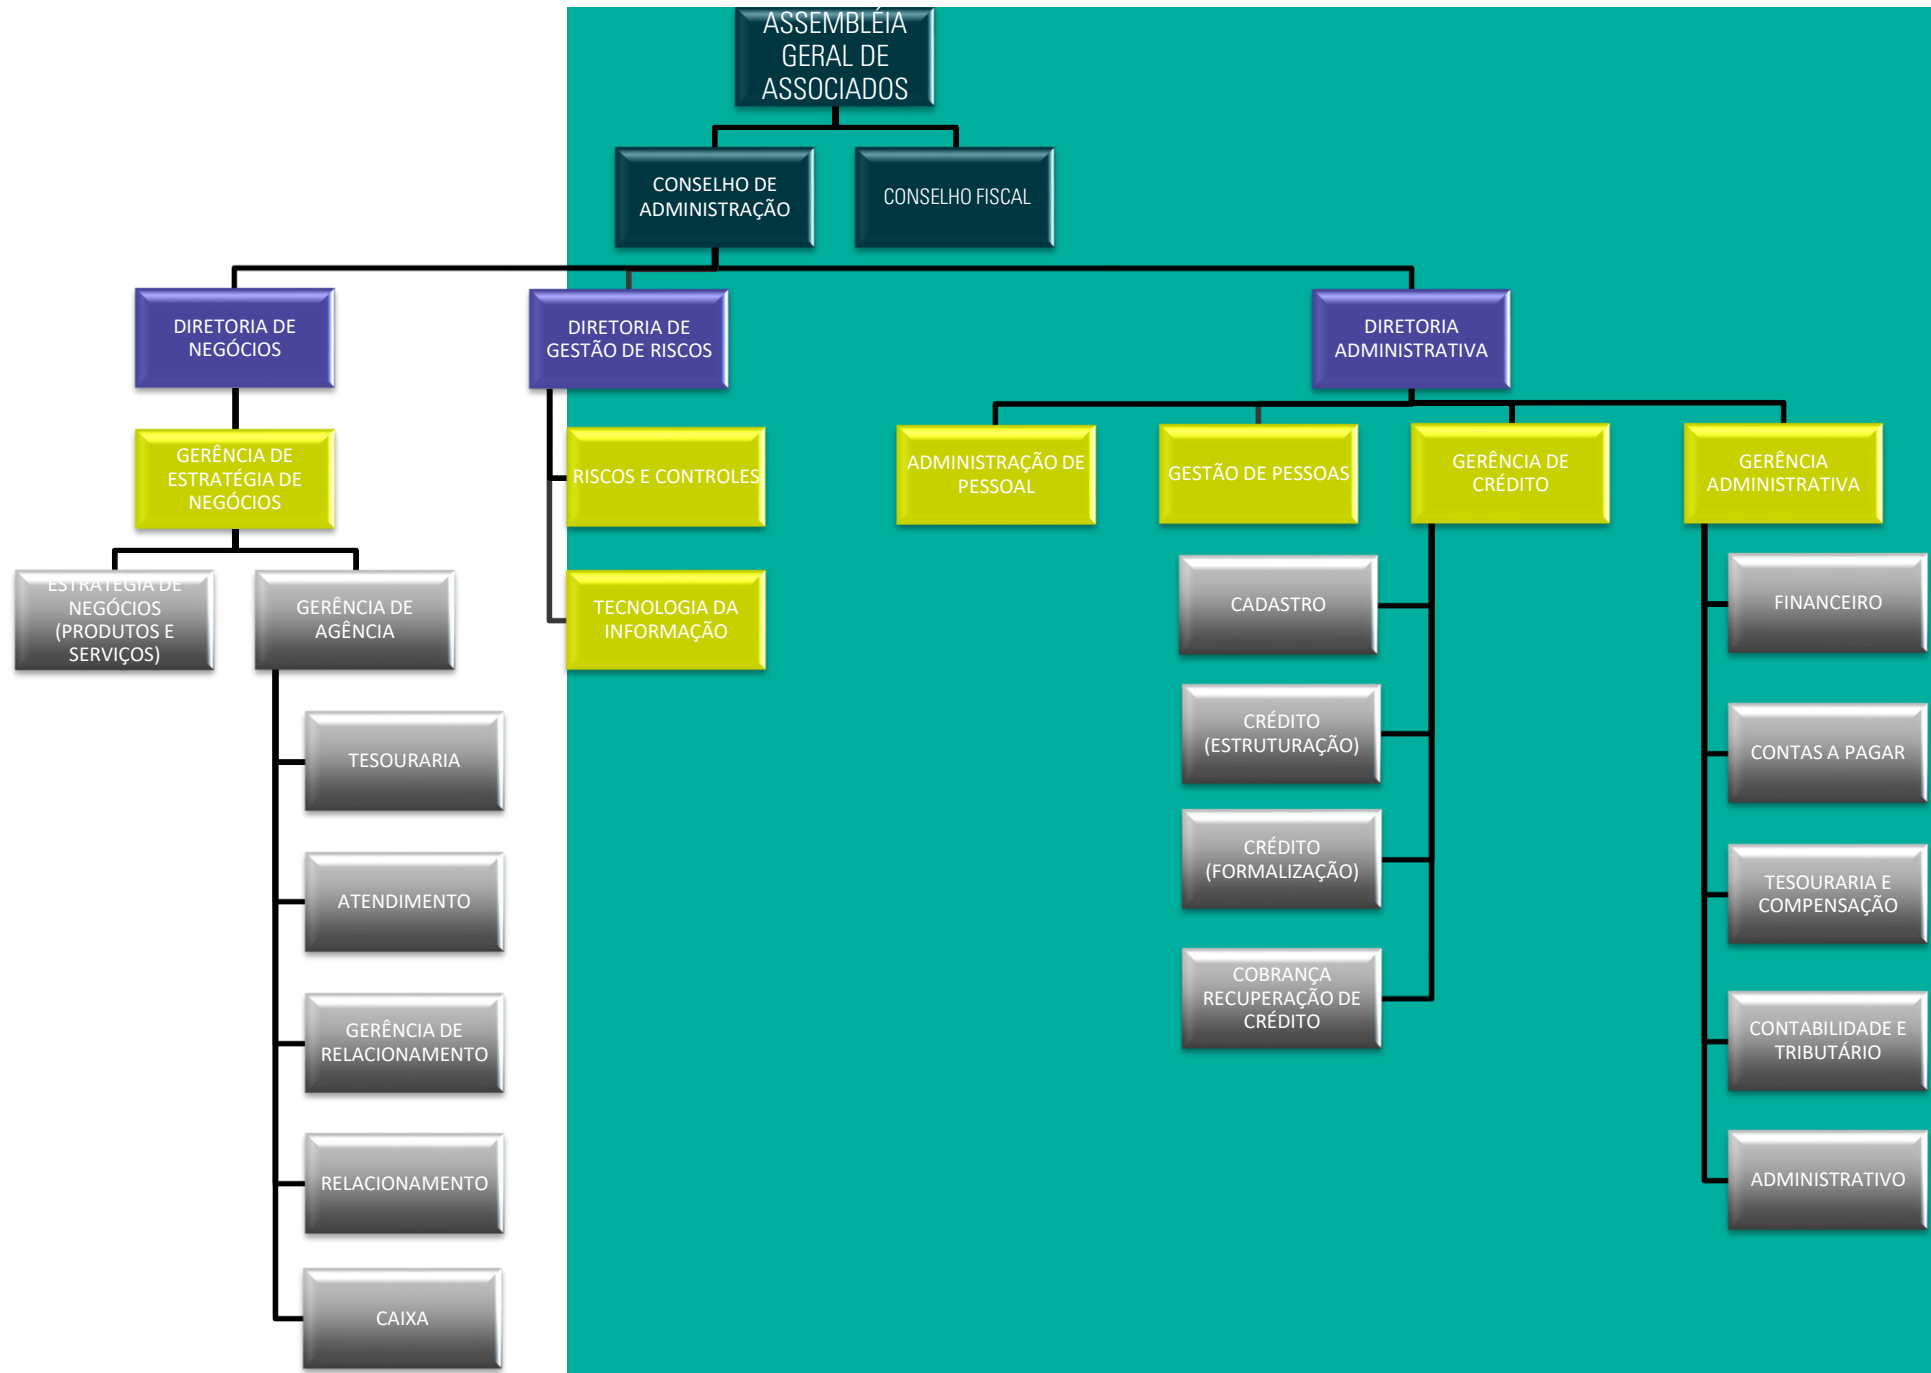 ASSEMBLÉIA
GERAL DE
ASSOCIADOS
CONSELHO DE
ADMINISTRAÇÃO
CONSELHO FISCAL
DIRETORIA DE
NEGÓCIOS
DIRETORIA DE
GESTÃO DE RISCOS
DIRETORIA
ADMINISTRATIVA
GERÊNCIA DE
ESTRATÉGIA DE
NEGÓCIOS
RISCOS E CONTROLES
ADMINISTRAÇÃO DE
PESSOAL
GESTÃO DE PESSOAS
GERÊNCIA DE
CRÉDITO
GERÊNCIA
ADMINISTRATIVA
ESTRATÉGIA DE
NEGÓCIOS
(PRODUTOS E
SERVIÇOS)
GERÊNCIA DE
AGÊNCIA
TECNOLOGIA DA
INFORMAÇÃO
CADASTRO
FINANCEIRO
TESOURARIA
CRÉDITO
(ESTRUTURAÇÃO)
CONTAS A PAGAR
ATENDIMENTO
CRÉDITO
(FORMALIZAÇÃO)
TESOURARIA E
COMPENSAÇÃO
GERÊNCIA DE
RELACIONAMENTO
COBRANÇA
RECUPERAÇÃO DE
CRÉDITO
CONTABILIDADE E
TRIBUTÁRIO
RELACIONAMENTO
ADMINISTRATIVO
CAIXA